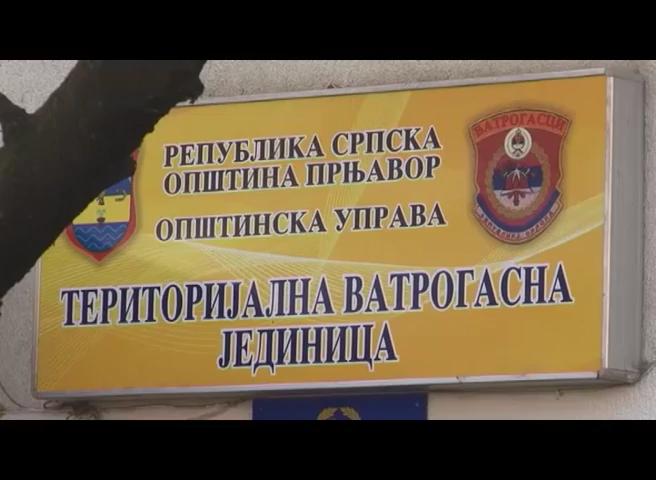 РЕПУБЛИКА СРПСКА
ОПШТИНА ПРЊАВОР
ОПШТИНСКА УПРАВА
ВАТРОГАСЦИ
ТЕРИТОРИЈАЛНА ВАТРОГАСНА
ЈЕДИНИЦА